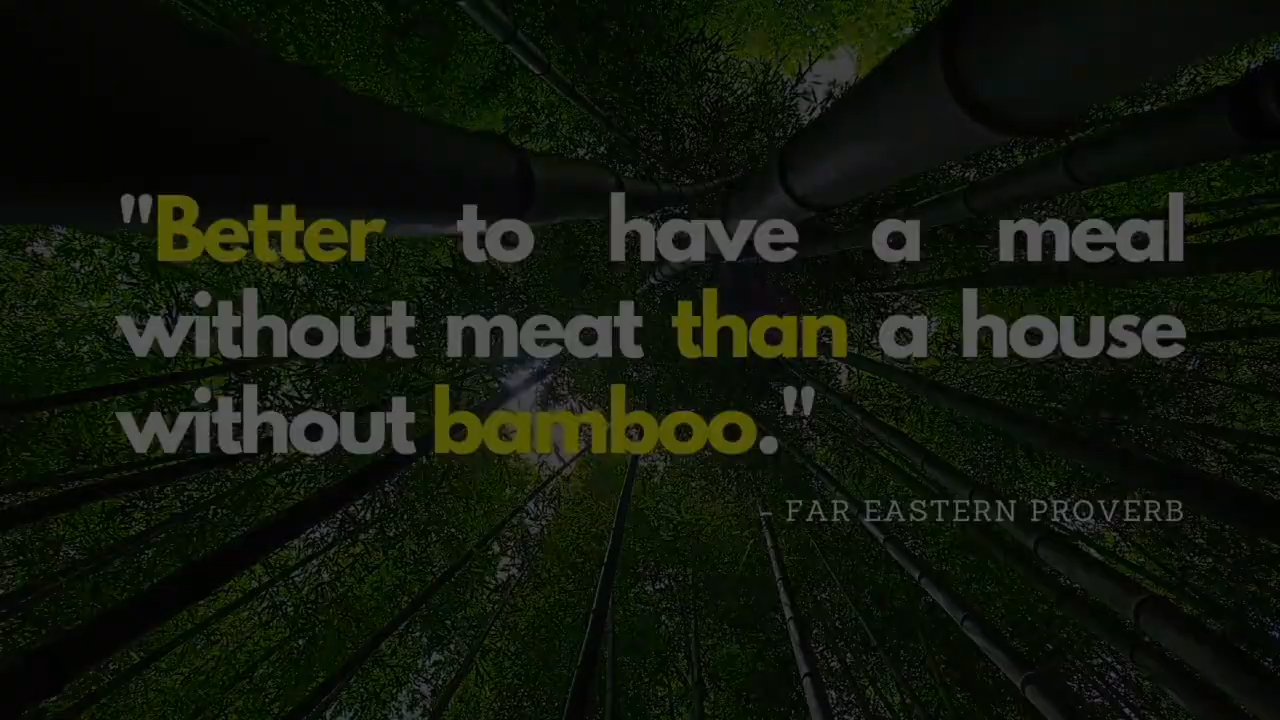 "Better to have a meal
without meat than a house
without bamboo."
– FAR EASTERN PROVERB